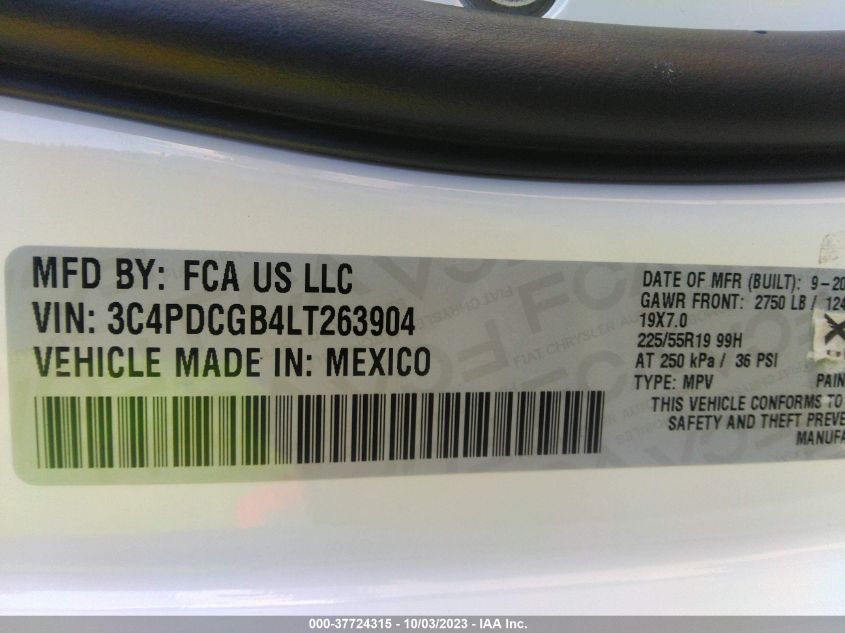 MFD BY: FCA US LLC
VIN: 3C4PDCGB4LT263904
VEHICLE MADE IN: MEXICO
DATE OF MFR (BUILT): 9-20
GAWR FRONT: 2750 LB / 124
19X7.0
225/55R19 99H
AT 250 kPa / 36 PSI
TYPE: MPV PAIN
THIS VEHICLE CONFORMS TO
SAFETY AND THEFT PREVE
MANUFA
X
000-37724315 - 10/03/2023 - IAA Inc.